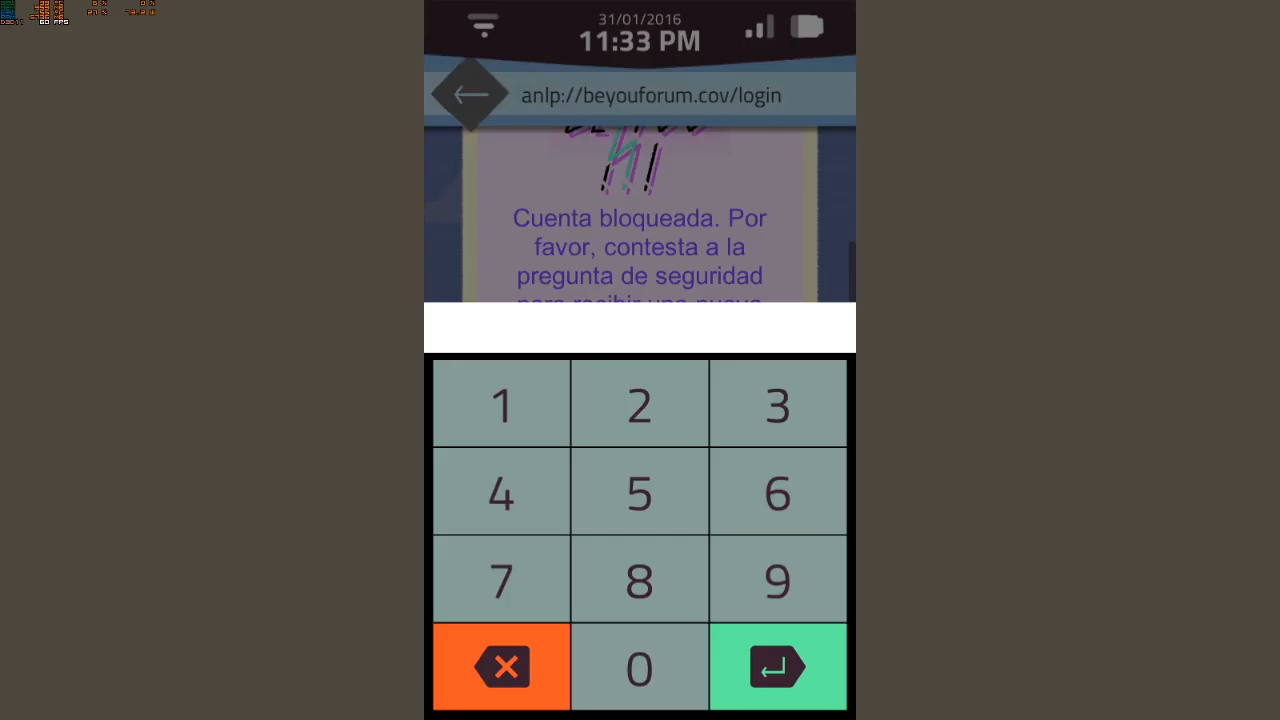 31/01/2016
11:33 PM
anlp://beyouforum.cov/login
Cuenta bloqueada. Por
favor, contesta a la
pregunta de seguridad
1 2 3
4 5 6
7 8 9
0